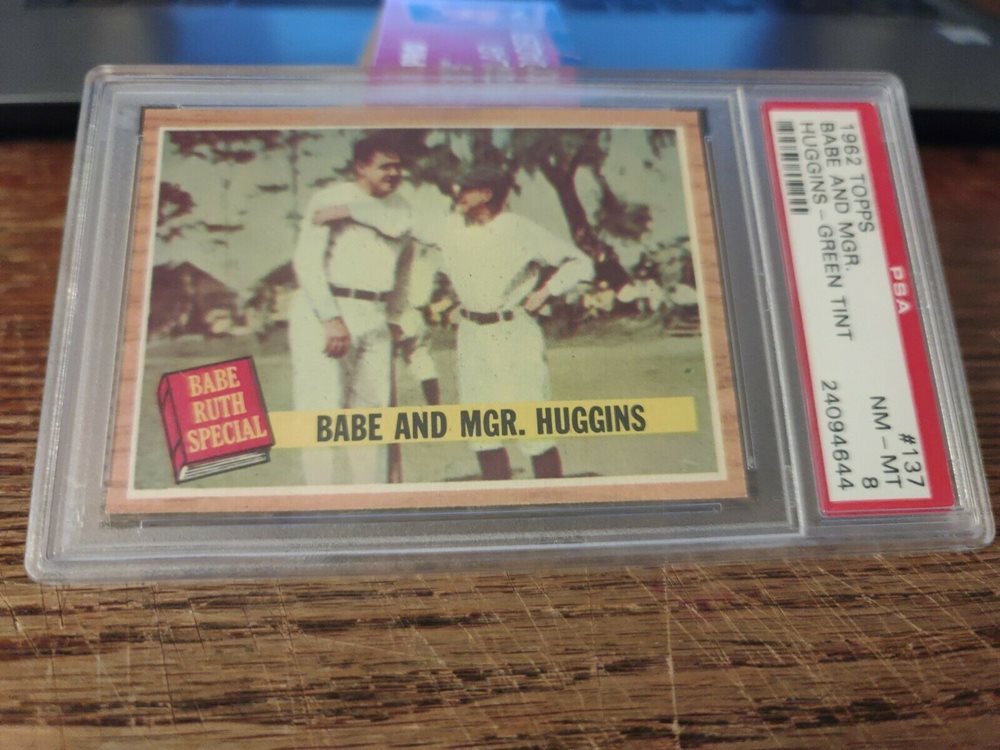 BABE
RUTH
SPECIAL
BABE AND MGR. HUGGINS
1962 TOPPS #137
BABE AND MGR. NM - MT
HUGGINS - GREEN TINT 8
PSA 24094644